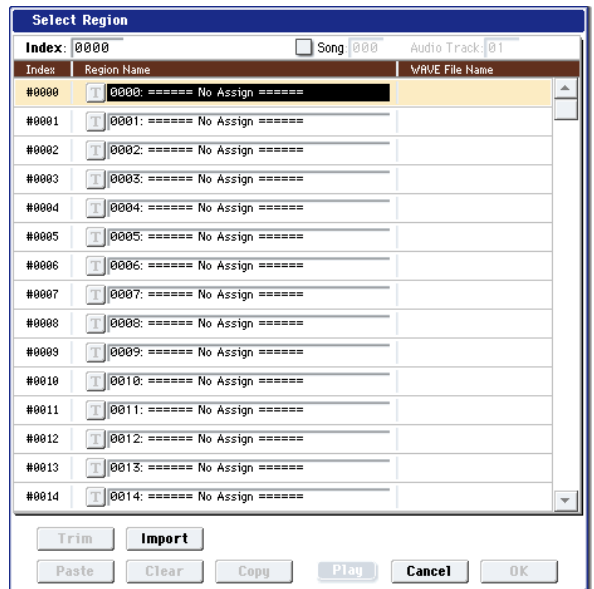 Select Region
Index: 0000 Song 000 Audio Track: 01
Index Region Name WAVE File Name
#0000 T 0000: ====== No Assign ======
#0001 T 0001: ====== No Assign ======
#0002 T 0002: ====== No Assign ======
#0003 T 0003: ====== No Assign ======
#0004 T 0004: ====== No Assign ======
#0005 T 0005: ====== No Assign ======
#0006 T 0006: ====== No Assign ======
#0007 T 0007: ====== No Assign ======
#0008 T 0008: ====== No Assign ======
#0009 T 0009: ====== No Assign ======
#0010 T 0010: ====== No Assign ======
#0011 T 0011: ====== No Assign ======
#0012 T 0012: ====== No Assign ======
#0013 T 0013: ====== No Assign ======
#0014 T 0014: ====== No Assign ======
Trim Import
Paste Clear Copy Play Cancel OK